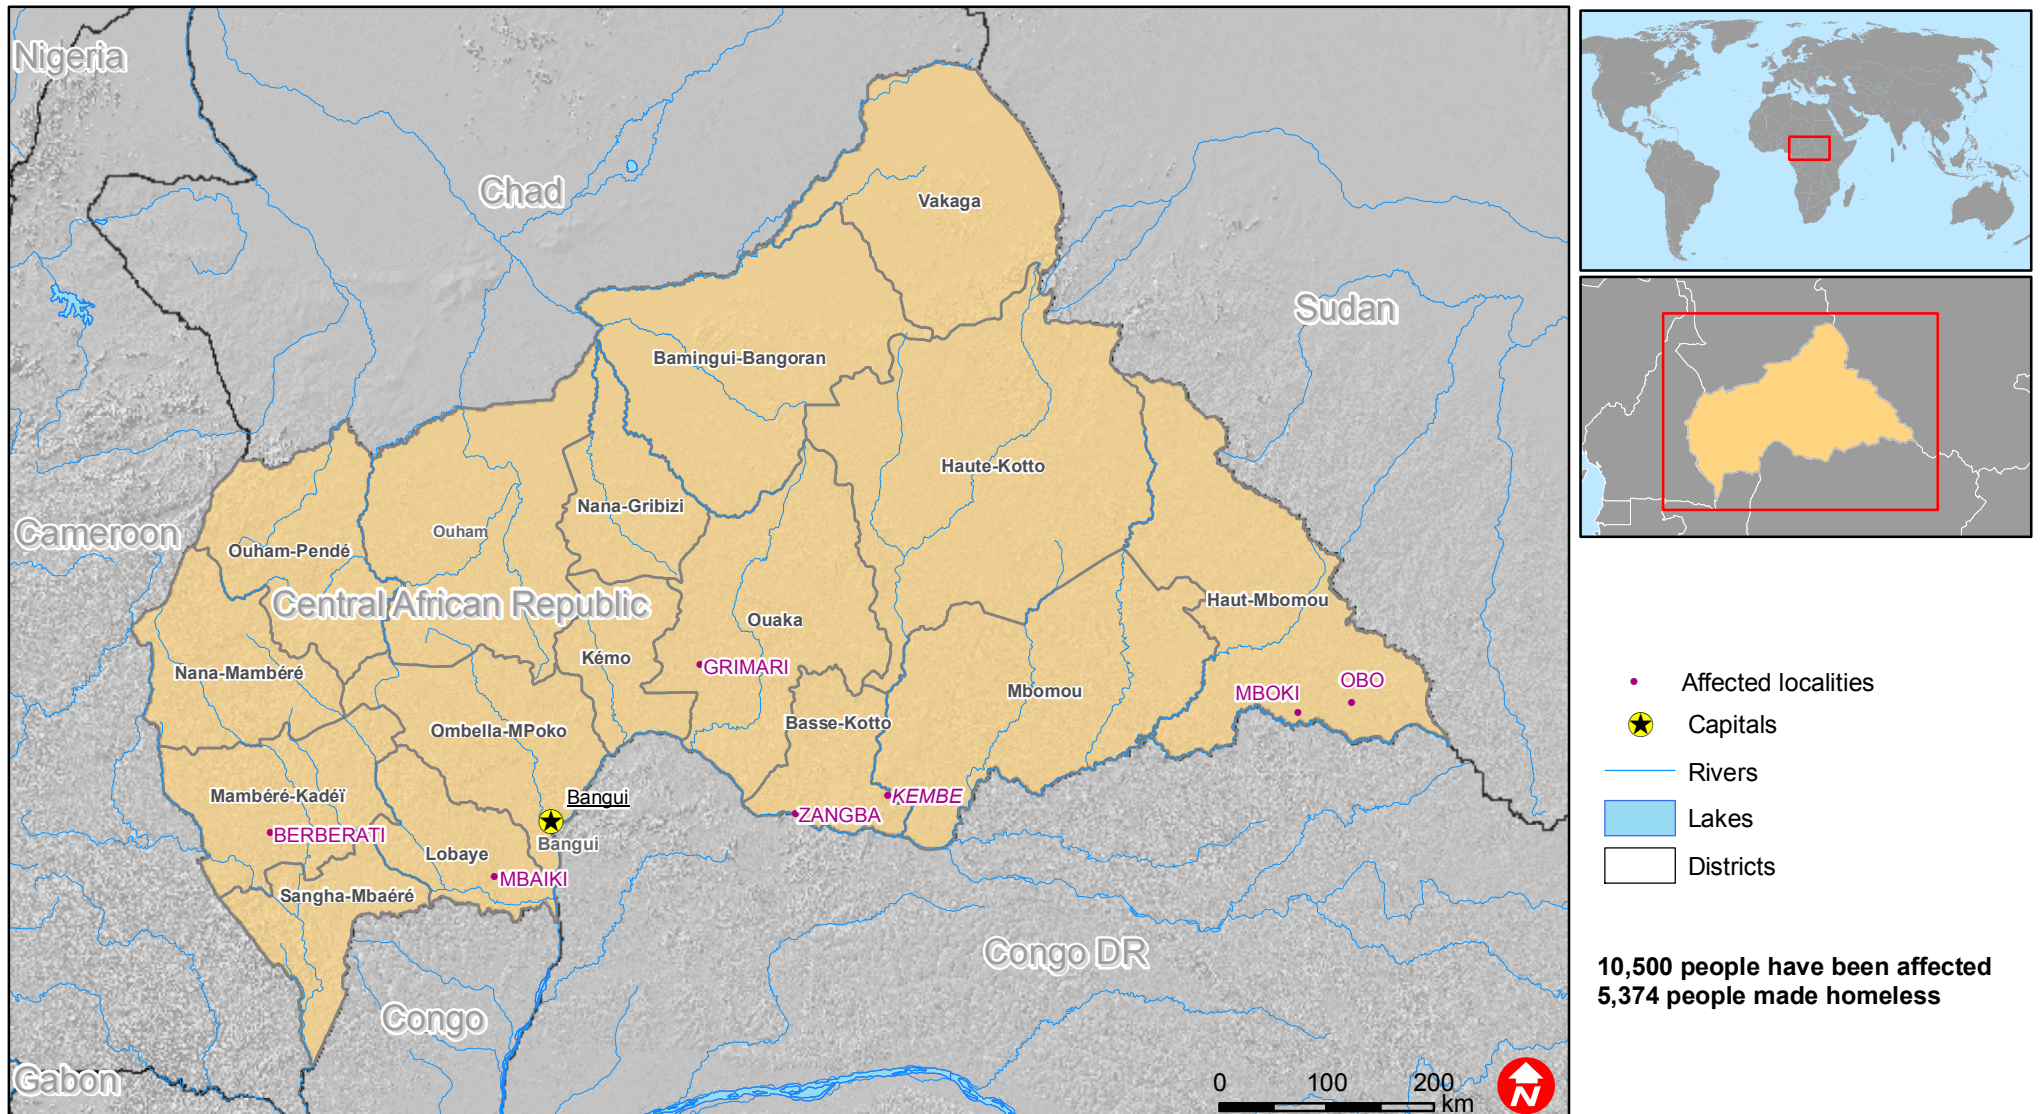 Nigeria
Chad
Sudan
Cameroon
Central African Republic
Congo DR
Congo
Gabon
Vakaga
Bamingui-Bangoran
Haute-Kotto
Nana-Gribizi
Ouham
Ouham-Pendé
Haut-Mbomou
Ouaka
Kémo
GRIMARI
Nana-Mambéré
Mbomou
MBOKI
OBO
Basse-Kotto
Ombella-MPoko
Mambéré-Kadéï
Bangui
KEMBE
ZANGBA
BERBERATI
Bangui
Lobaye
MBAIKI
Sangha-Mbaéré
0 100 200
km
N
Affected localities
Capitals
Rivers
Lakes
Districts
10,500 people have been affected
5,374 people made homeless